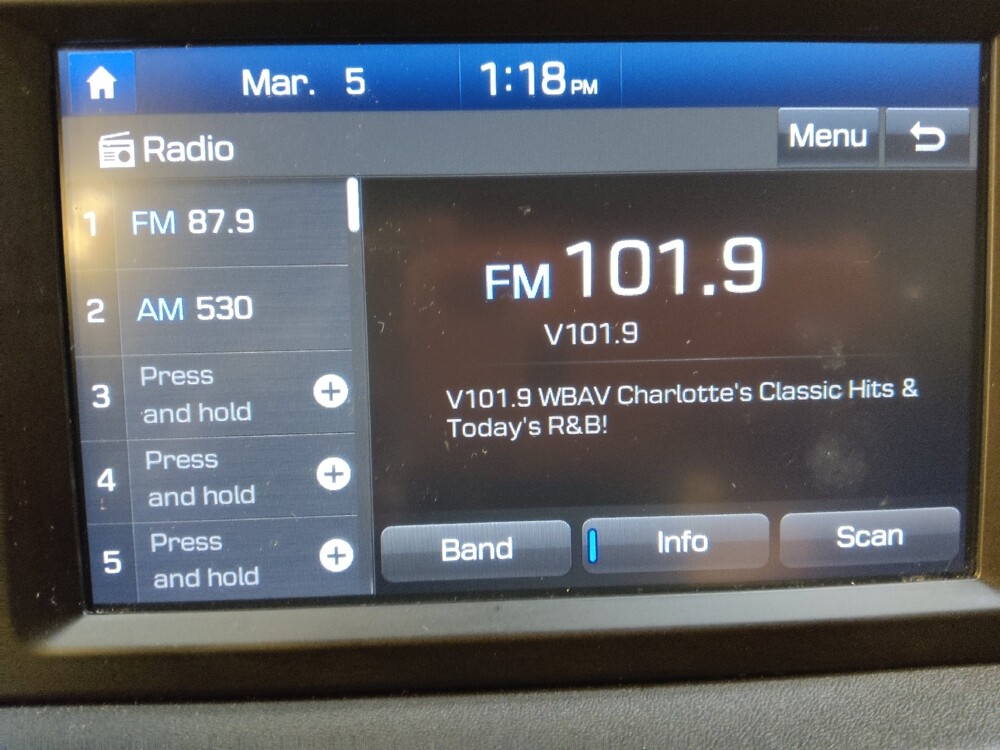 Mar. 5 1:18 PM
Radio
Menu
1 FM 87.9
2 AM 530
3 Press
and hold
4 Press
and hold
5 Press
and hold
FM 101.9
V101.9
V101.9 WBAV Charlotte's Classic Hits &
Today's R&B!
Band
Info
Scan